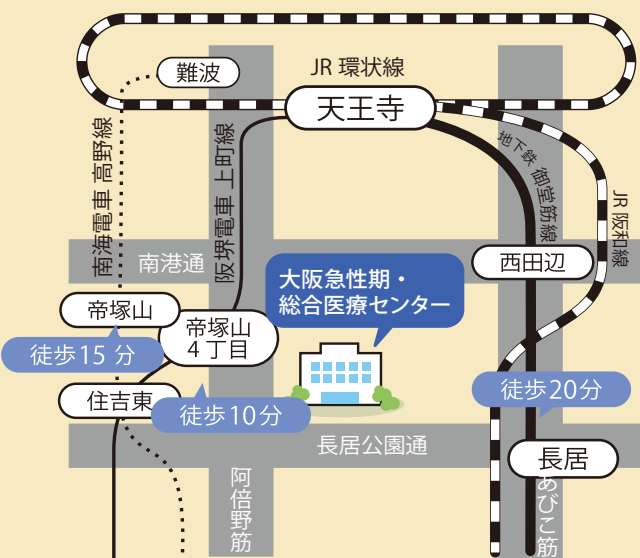 難波
JR 環状線
天王寺
南海電車 高野線
阪堺電車 上町線
地下鉄 御堂筋線
JR 阪和線
南港通
大阪急性期・
総合医療センター
西田辺
帝塚山
帝塚山
4丁目
徒歩15 分
住吉東
徒歩10分
徒歩20分
長居公園通
長居
阿倍野筋
あびこ筋